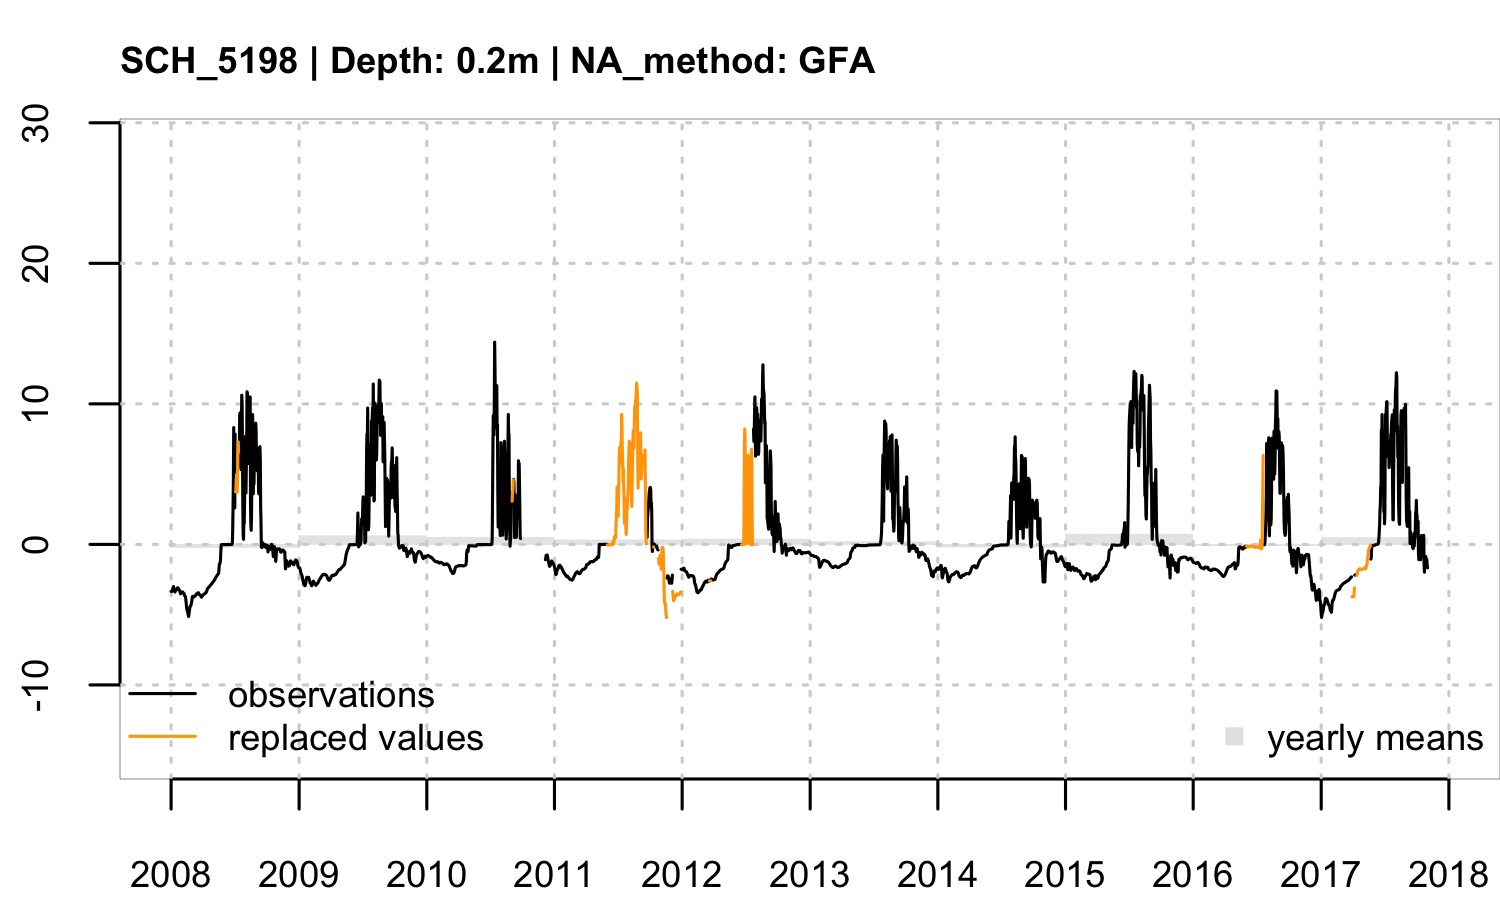 SCH_5198 | Depth: 0.2m | NA_method: GFA
30
20
10
0
-10
observations
replaced values
yearly means
2008 2009 2010 2011 2012 2013 2014 2015 2016 2017 2018